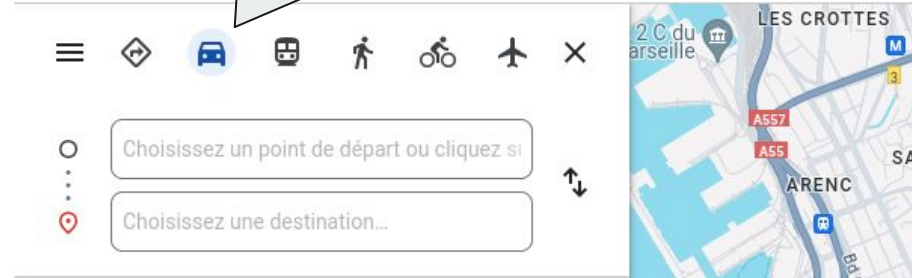 LES CROTTES
2 C du
arseille
M
3
Choisissez un point de départ ou cliquez s
A557
A55
SA
ARENC
Choisissez une destination...
Bd